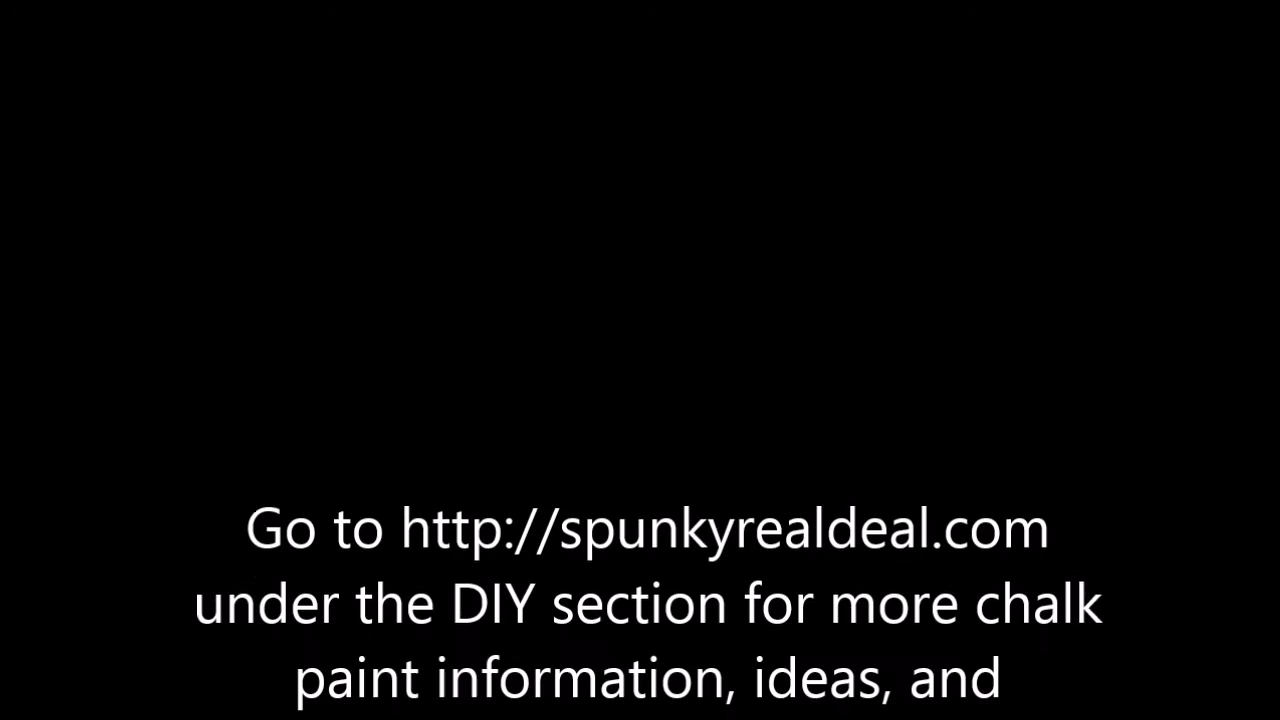 Go to http://spunkyrealdeal.com
under the DIY section for more chalk
paint information, ideas, and